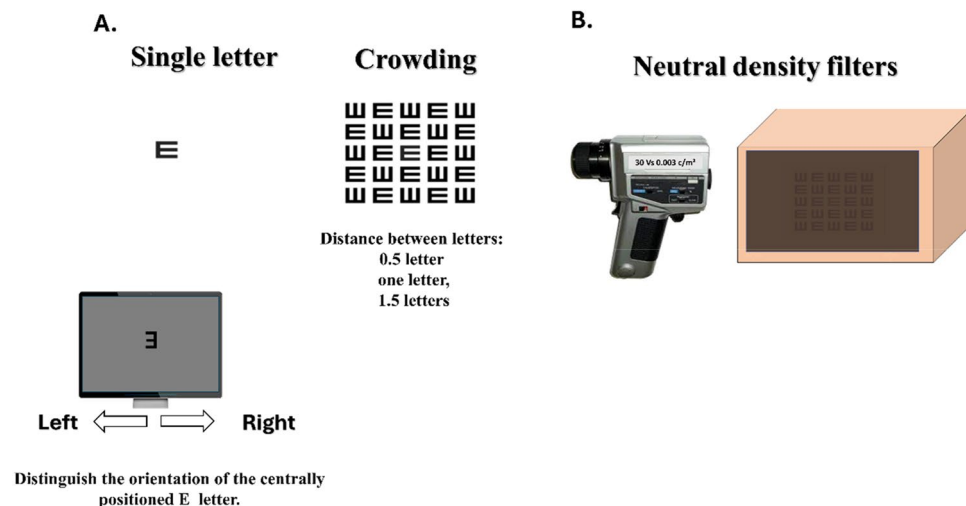 A.
Single letter
Crowding
Distance between letters:
0.5 letter
one letter,
1.5 letters
Left
Right
Distinguish the orientation of the centrally
positioned E letter.
B.
Neutral density filters
30 Vs 0.003 c/m²